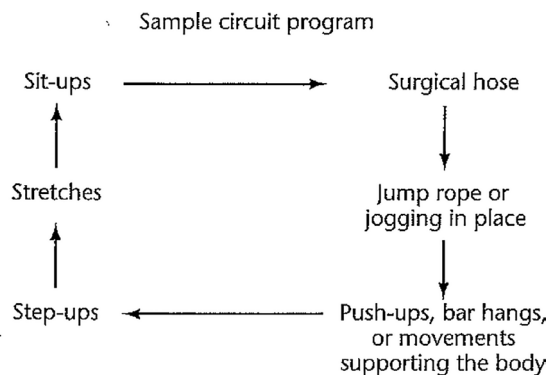 Sample circuit program
Sit-ups
Surgical hose
Stretches
Jump rope or
jogging in place
Step-ups
Push-ups, bar hangs,
or movements
supporting the body